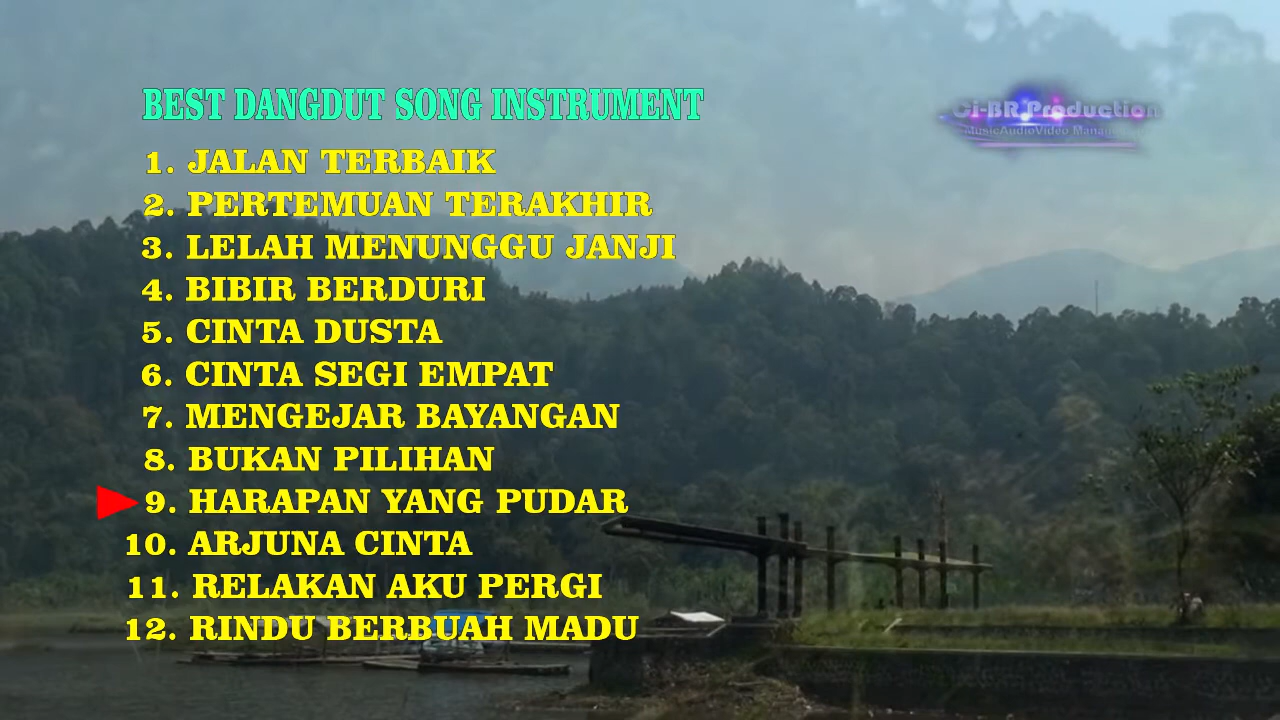 BEST DANGDUT SONG INSTRUMENT
Ci-BR Production
MusicAudioVideo
1. JALAN TERBAIK
2. PERTEMUAN TERAKHIR
3. LELAH MENUNGGU JANJI
4. BIBIR BERDURI
5. CINTA DUSTA
6. CINTA SEGI EMPAT
7. MENGEJAR BAYANGAN
8. BUKAN PILIHAN
9. HARAPAN YANG PUDAR
10. ARJUNA CINTA
11. RELAKAN AKU PERGI
12. RINDU BERBUAH MADU